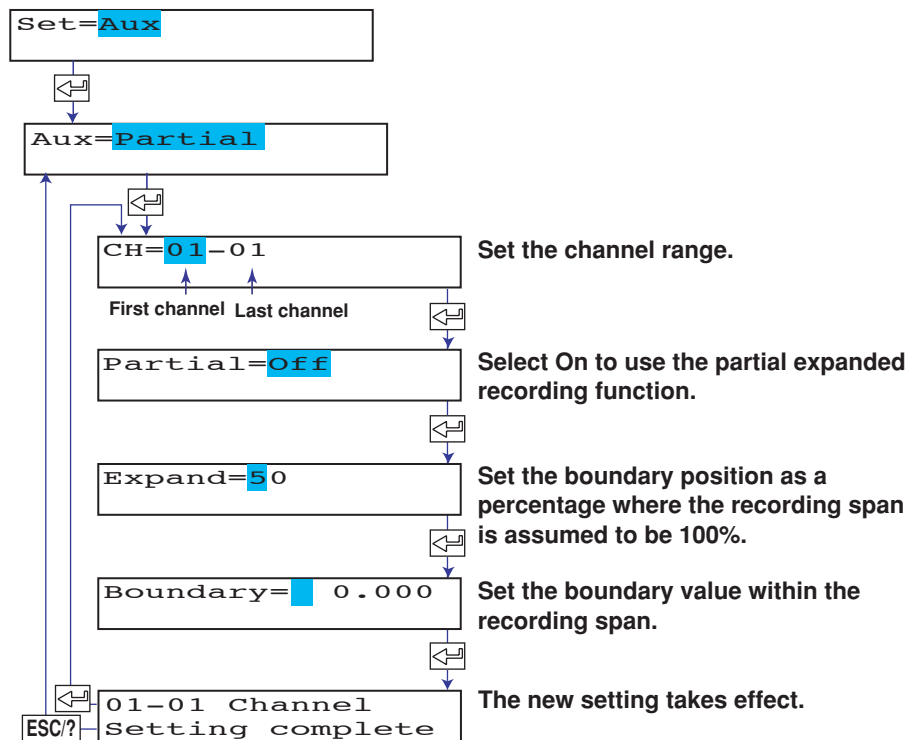 Set=Aux
Aux=Partial
CH=01-01
Set the channel range.
First channel Last channel
Partial=Off
Select On to use the partial expanded
recording function.
Expand=50
Set the boundary position as a
percentage where the recording span
is assumed to be 100%.
Boundary= 0.000
Set the boundary value within the
recording span.
01-01 Channel
Setting complete
The new setting takes effect.
ESC/?